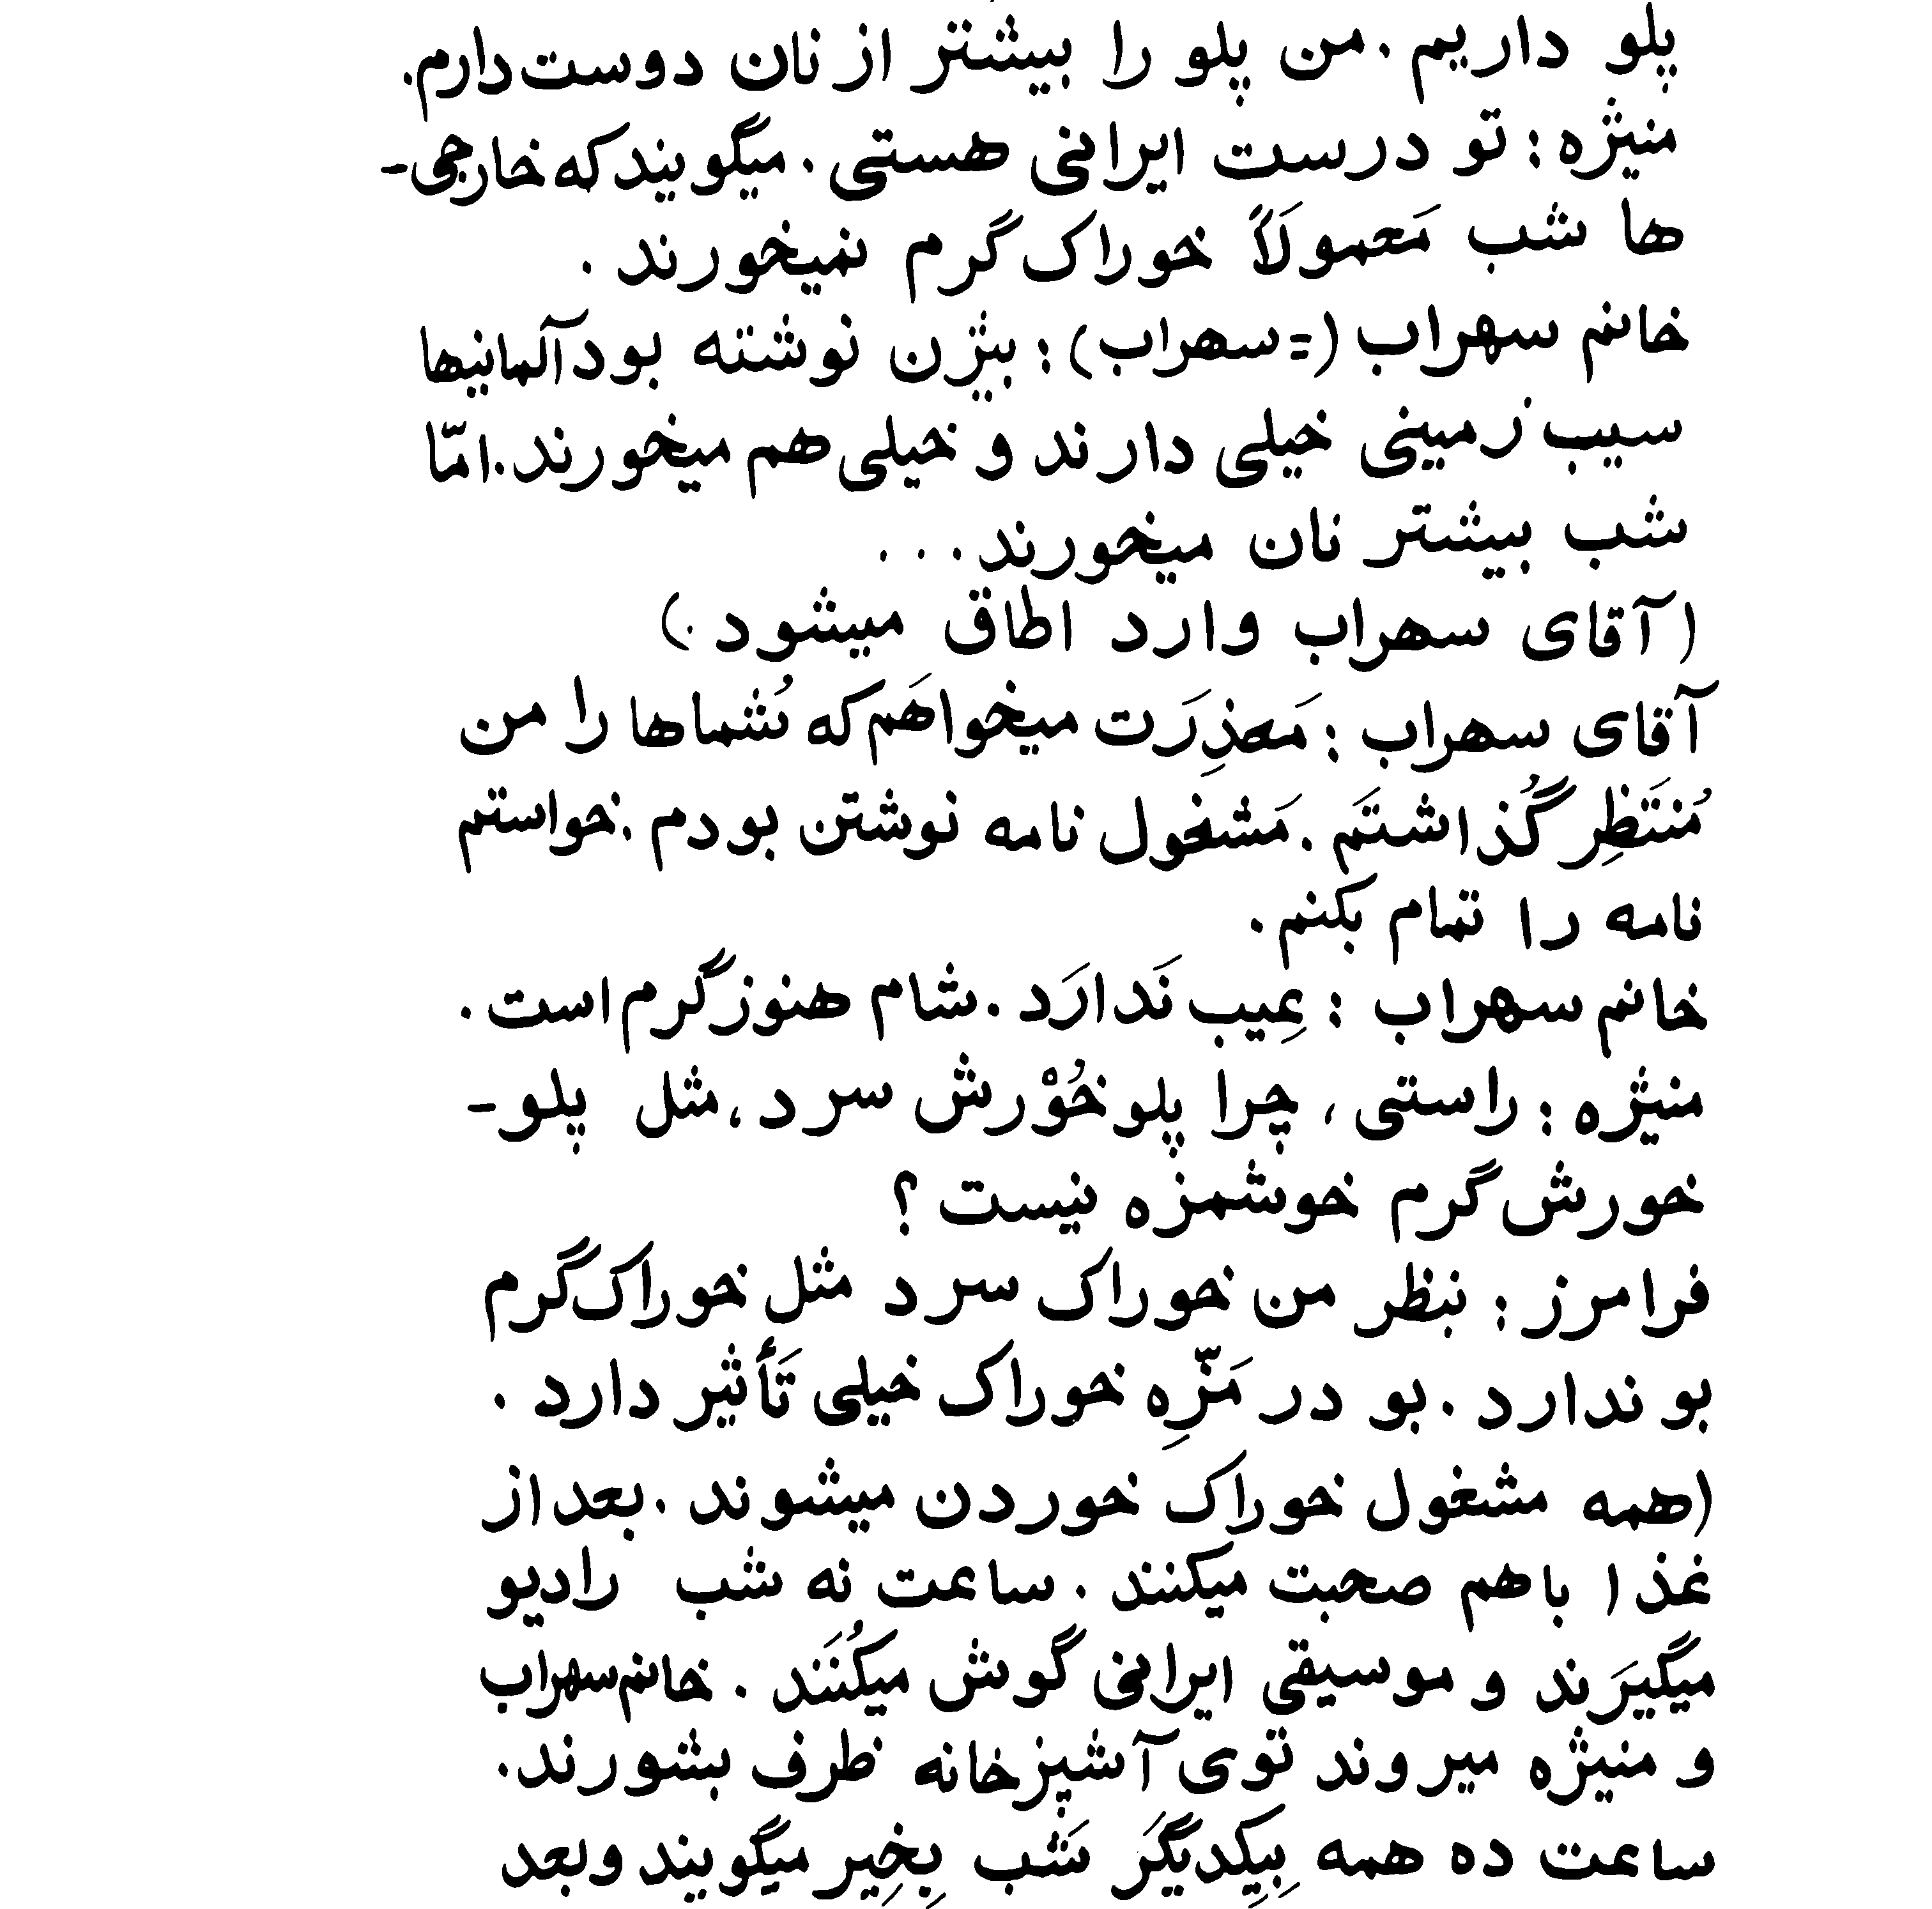 پلو داریم. من پلو را بیشتر از نان دوست دارم.
منیژه: تو درست ایرانی هستی. میگویند که خارجی-
ها شب مَعمولَاً خوراک گرم نمیخورند.
خانم سهراب (=سهراب): بیژن نوشته بود آلمانیها
سیب زمینی خیلی دارند و خیلی هم میخورند. امّا
شب بیشتر نان میخورند...
(آقای سهراب وارد اطاق میشود.)
آقای سهراب: مَعذِرَت میخواهَم که شُماها را من
مُنتَظِر گُذاشتَم. مَشغول نامه نوشتن بودم. خواستم
نامه را تمام بکنم.
خانم سهراب: عِیب نَدارَد. شام هنوز گرم است.
منیژه: راستی، چرا پلو خُوْرش سرد، مثل پلو-
خورش گرم خوشمزه نیست؟
فرامرز: بنظر من خوراک سرد مثل خوراک گرم
بو ندارد. بو در مَزّهِ خوراک خیلی تَأثیر دارد.
(همه مشغول خوراک خوردن میشوند. بعد از
غذا باهم صحبت میکنند. ساعت نه شب رادیو
میگیرَند و موسیقی ایرانی گوش میکُنَند. خانم سهراب
و منیژه میروند توی آشپزخانه ظرف بشورند.
ساعت ده همه بِیِکِدیگَر شَب بِخِیر میگویند و بعد